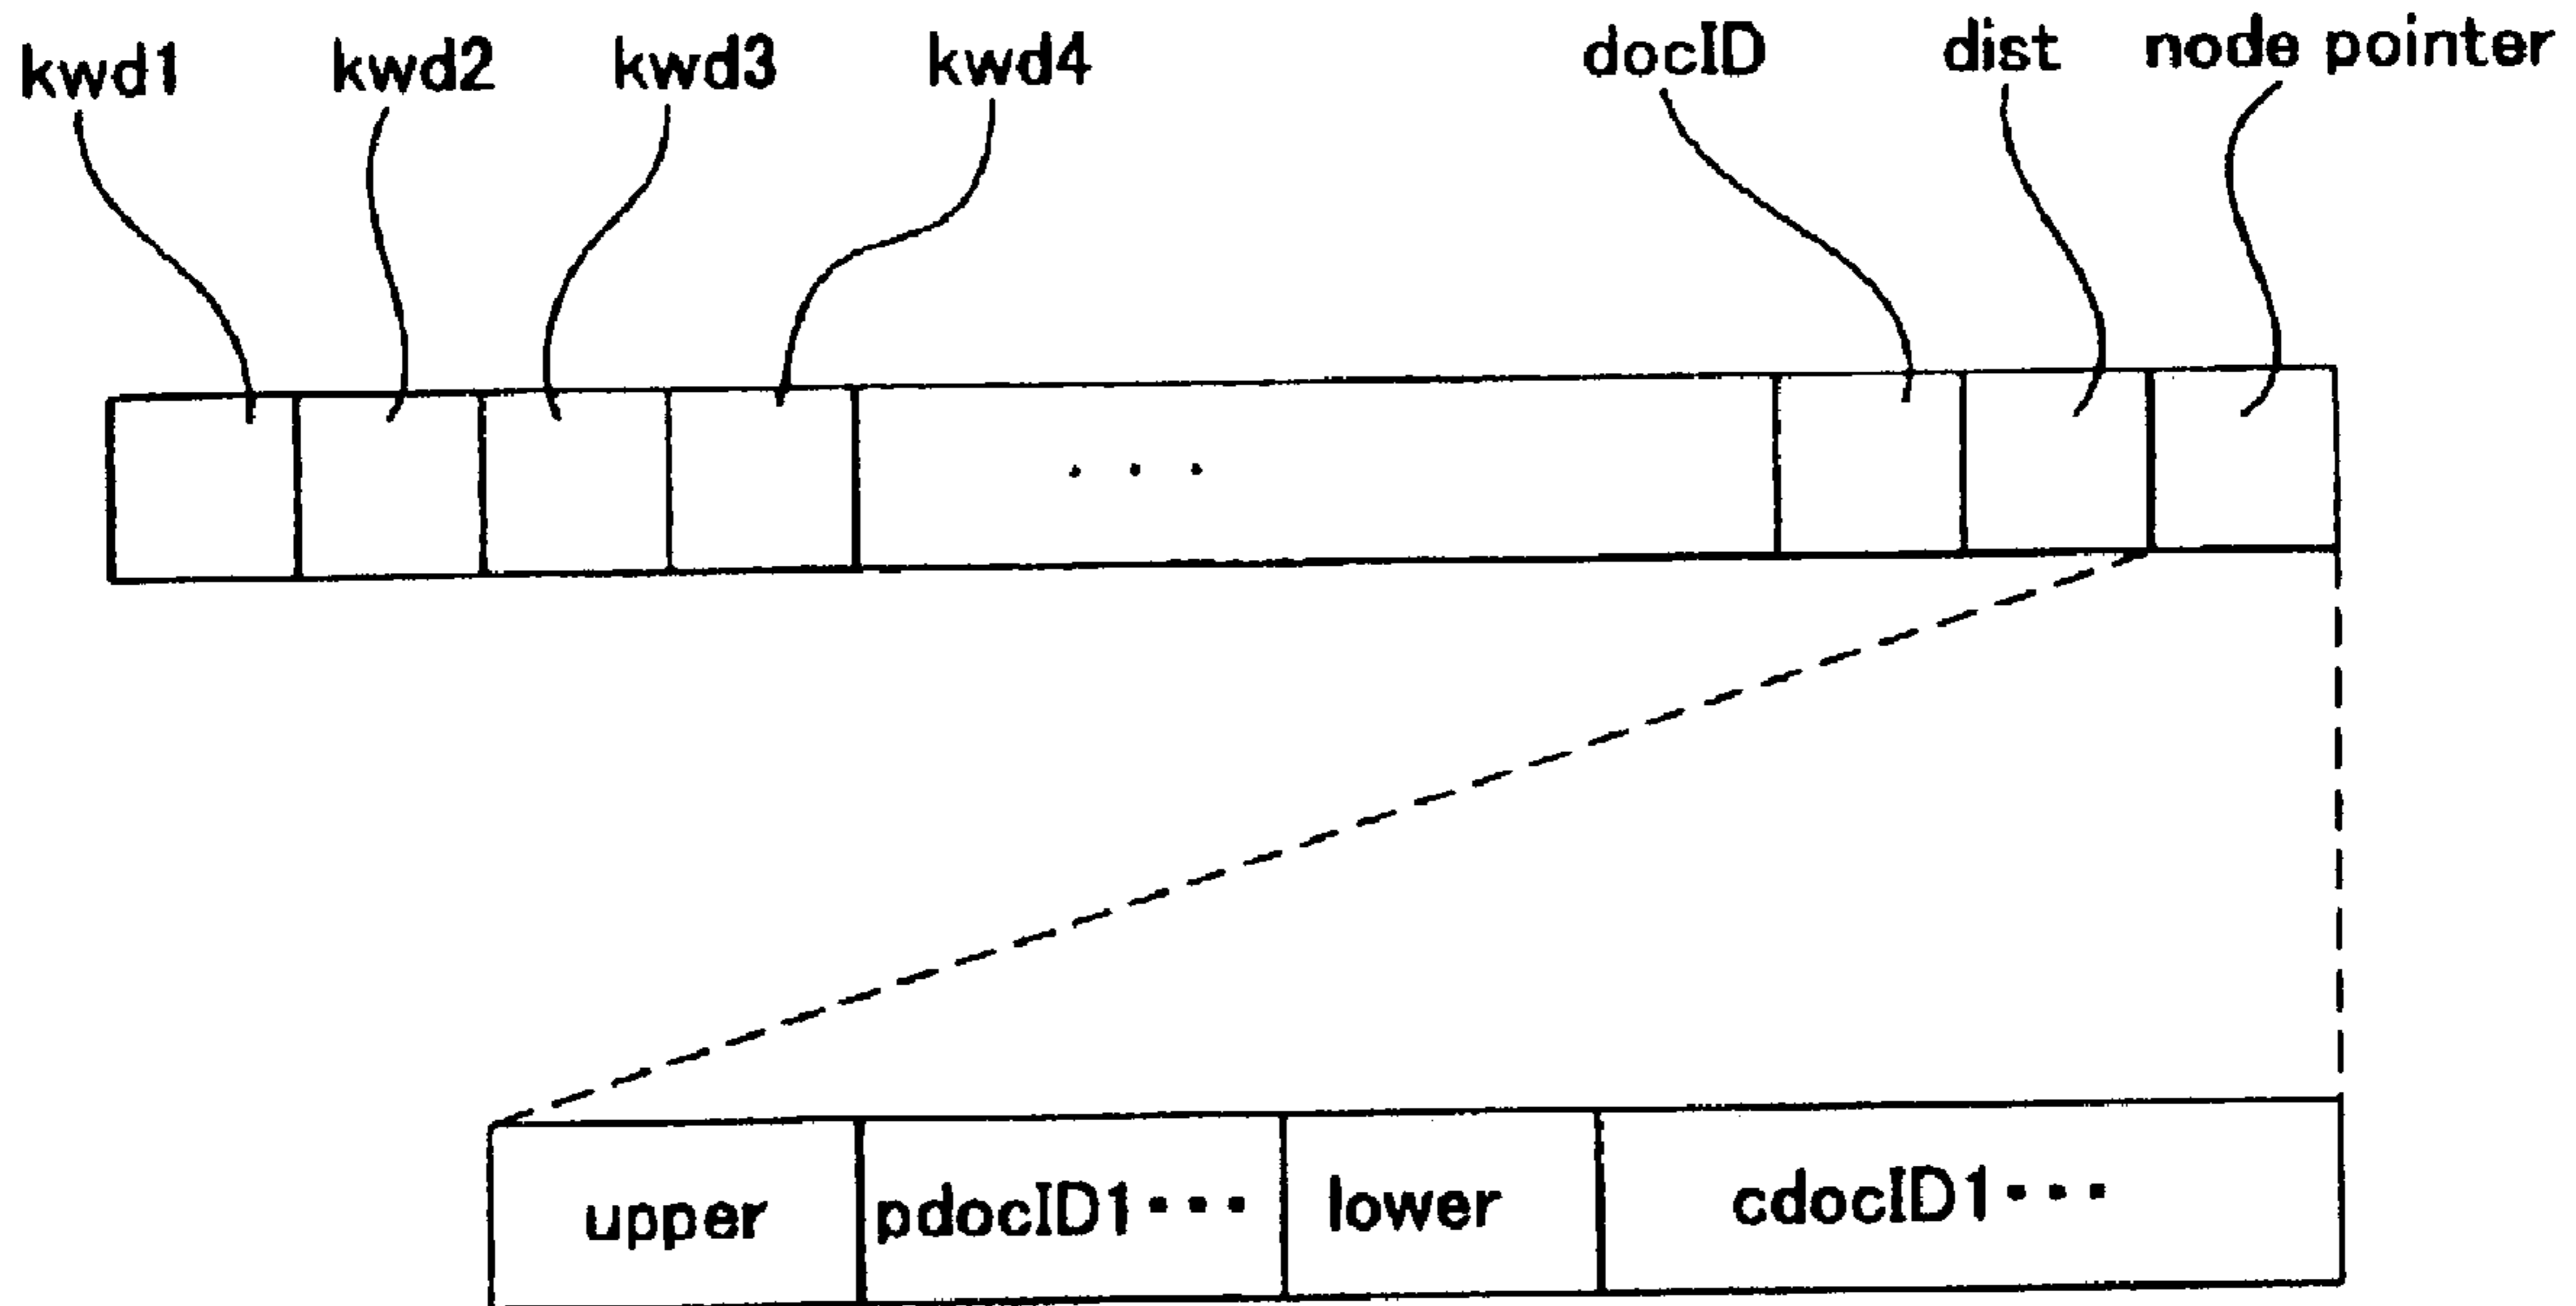 kwd1 kwd2 kwd3 kwd4 docID dist node pointer
. . .
upper pdocID1··· lower cdocID1···